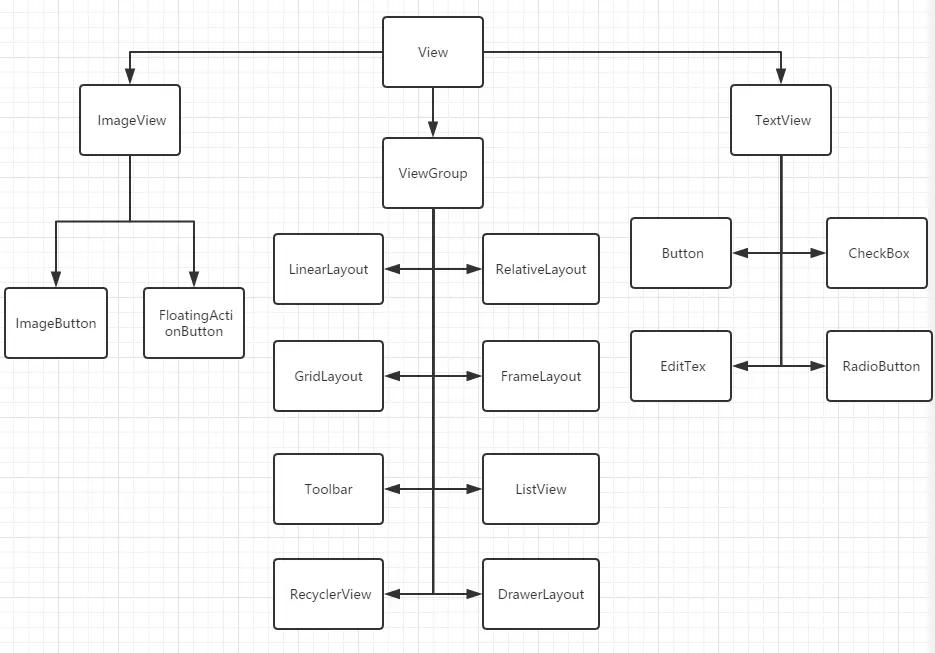 View
ImageView
TextView
ViewGroup
Button
CheckBox
LinearLayout
RelativeLayout
ImageButton
FloatingActi
onButton
EditTex
RadioButton
GridLayout
FrameLayout
Toolbar
ListView
RecyclerView
DrawerLayout